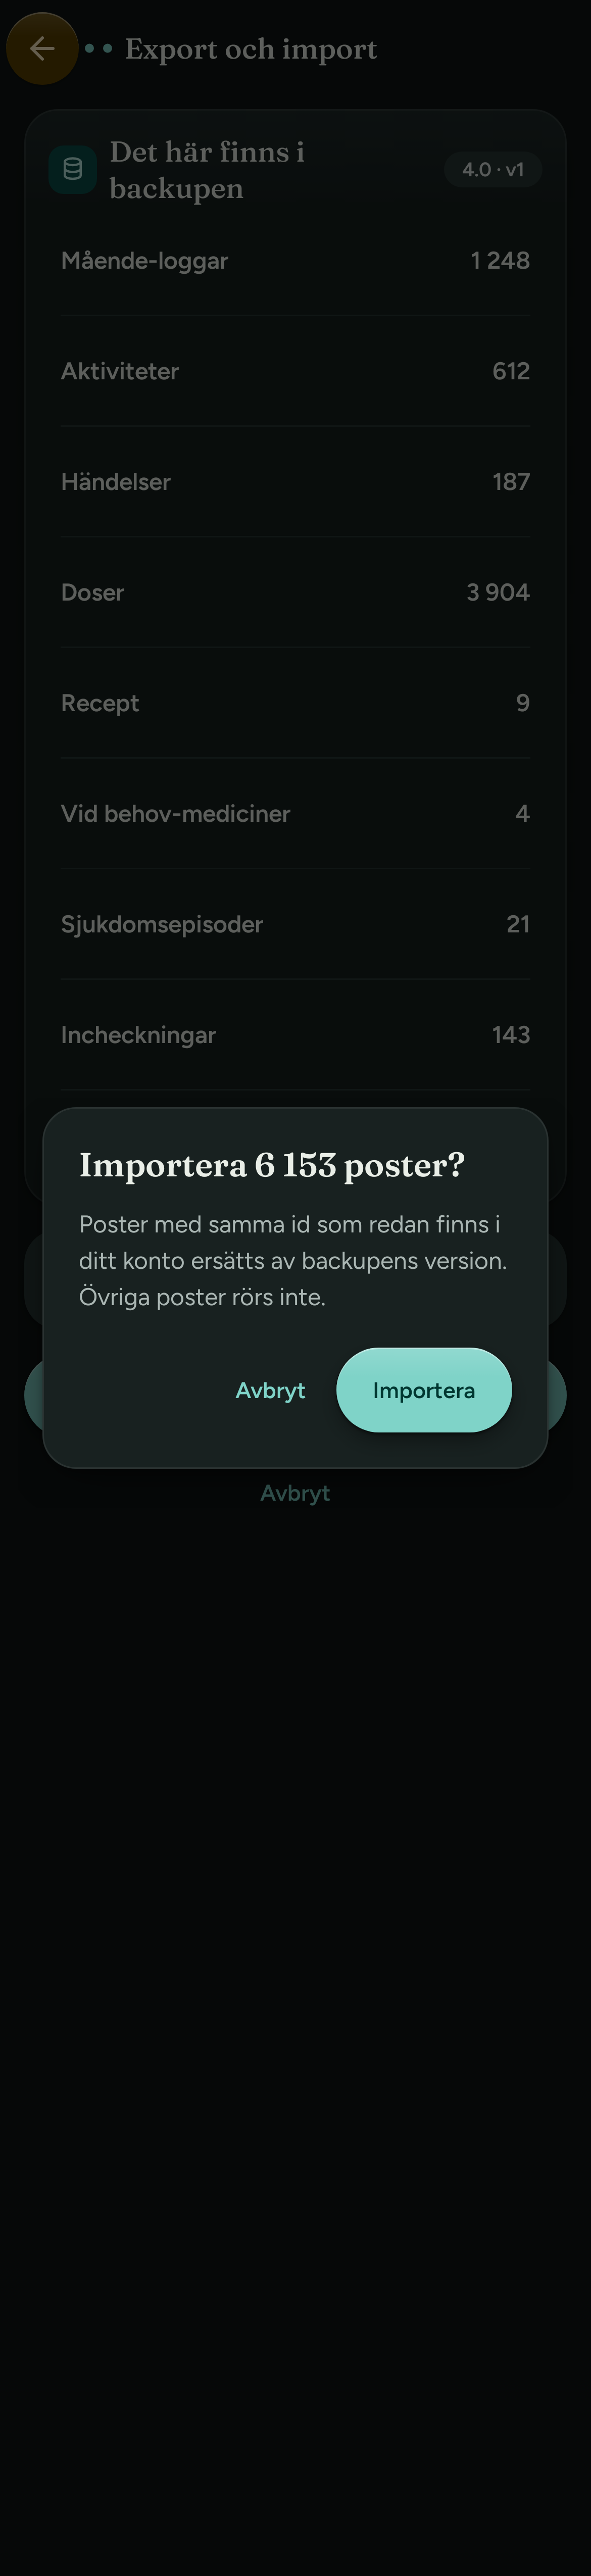 Export och import
Det här finns i
backupen
4.0 · v1
Mående-loggar
1 248
Aktiviteter
612
Händelser
187
Doser
3 904
Recept
9
Vid behov-mediciner
4
Sjukdomsepisoder
21
Incheckningar
143
Importera 6 153 poster?
Poster med samma id som redan finns i
ditt konto ersätts av backupens version.
Övriga poster rörs inte.
Avbryt
Importera
Avbryt